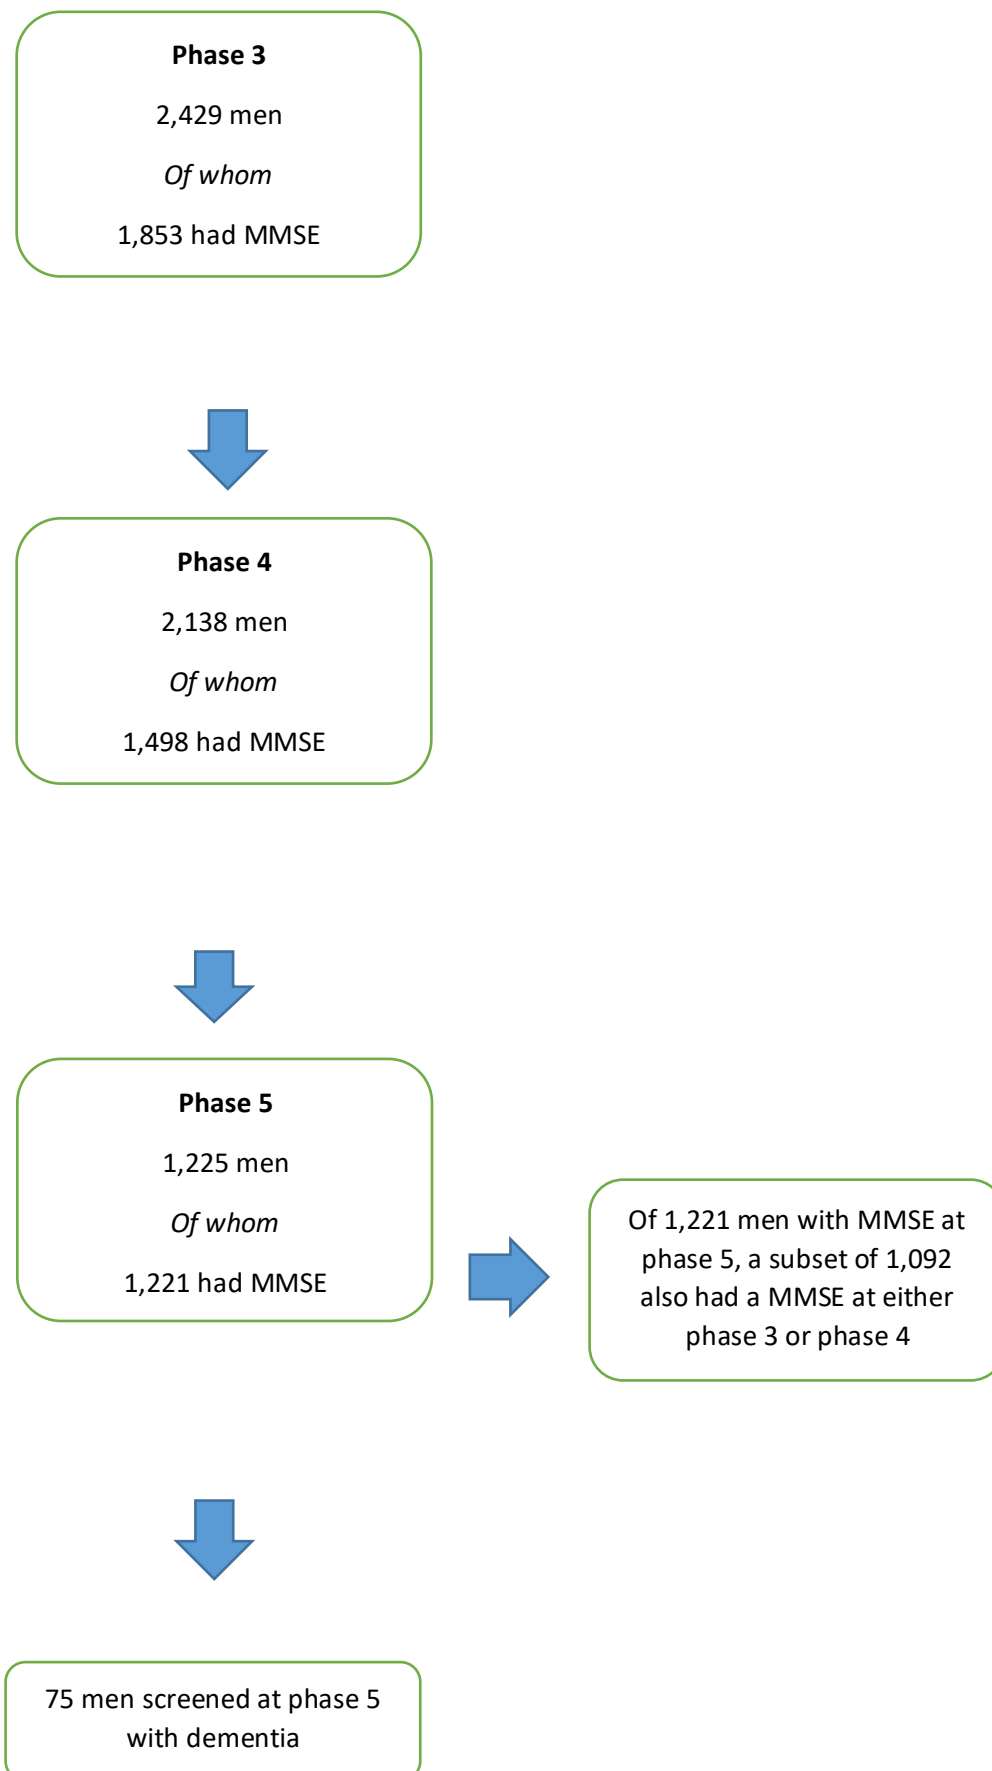 Phase 3
2,429 men
Of whom
1,853 had MMSE
Phase 4
2,138 men
Of whom
1,498 had MMSE
Phase 5
1,225 men
Of whom
1,221 had MMSE
Of 1,221 men with MMSE at
phase 5, a subset of 1,092
also had a MMSE at either
phase 3 or phase 4
75 men screened at phase 5
with dementia